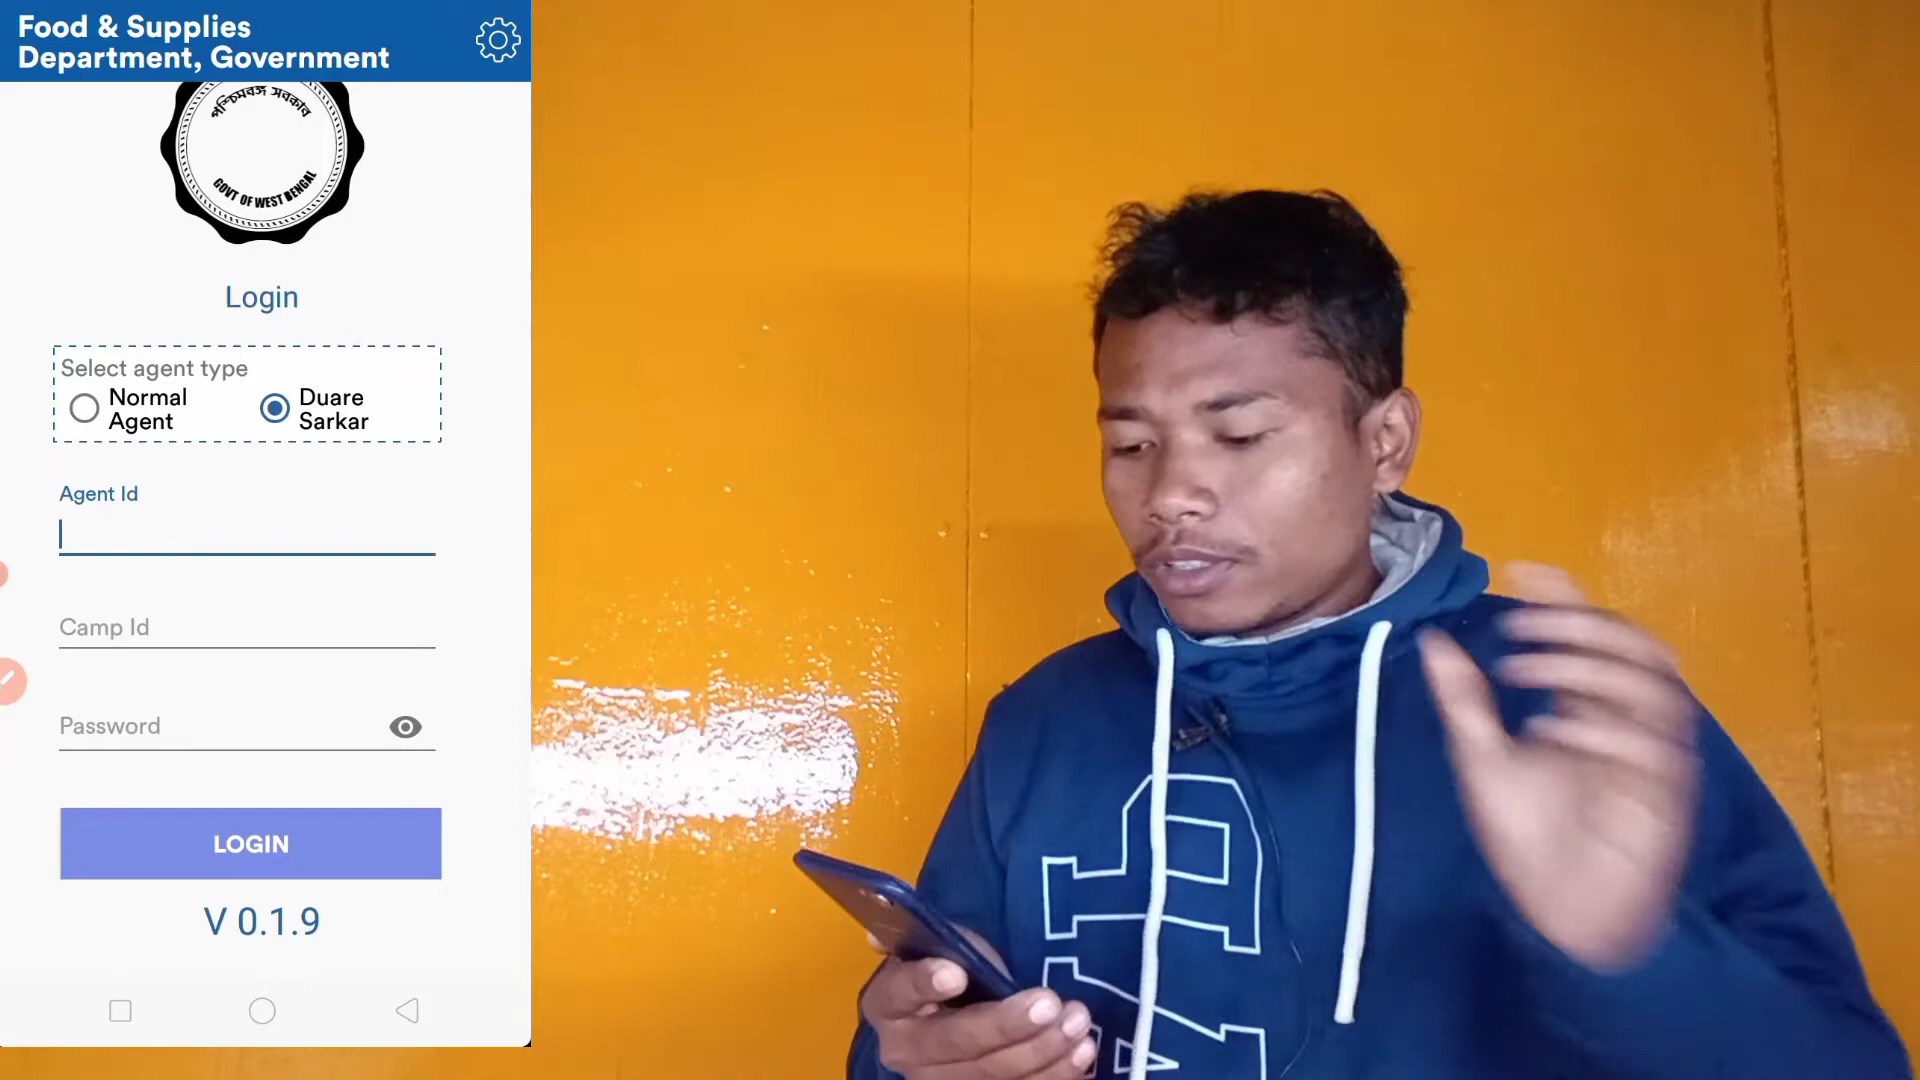 Food & Supplies
Department, Government
পশ্চিমবঙ্গ সরকার
GOVT OF WEST BENGAL
Login
Select agent type
Normal
Agent
Duare
Sarkar
Agent Id
Camp Id
Password
LOGIN
V 0.1.9